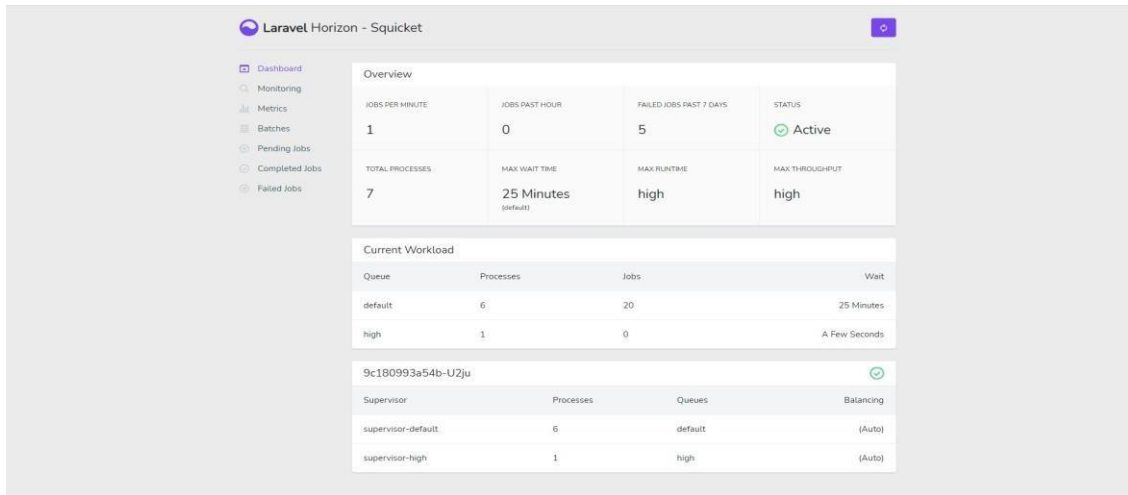 Laravel Horizon - Squicket
Dashboard
Monitoring
Metrics
Batches
Pending Jobs
Completed Jobs
Failed Jobs
Overview
JOBS PER MINUTE JOBS PAST HOUR FAILED JOBS PAST 7 DAYS STATUS
1 0 5 Active
TOTAL PROCESSES MAX WAIT TIME MAX RUNTIME MAX THROUGHPUT
7 25 Minutes high high
(default)
Current Workload
Queue Processes Jobs Wait
default 6 20 25 Minutes
high 1 0 A Few Seconds
9c180993a54b-U2ju
Supervisor Processes Queues Balancing
supervisor-default 6 default (Auto)
supervisor-high 1 high (Auto)